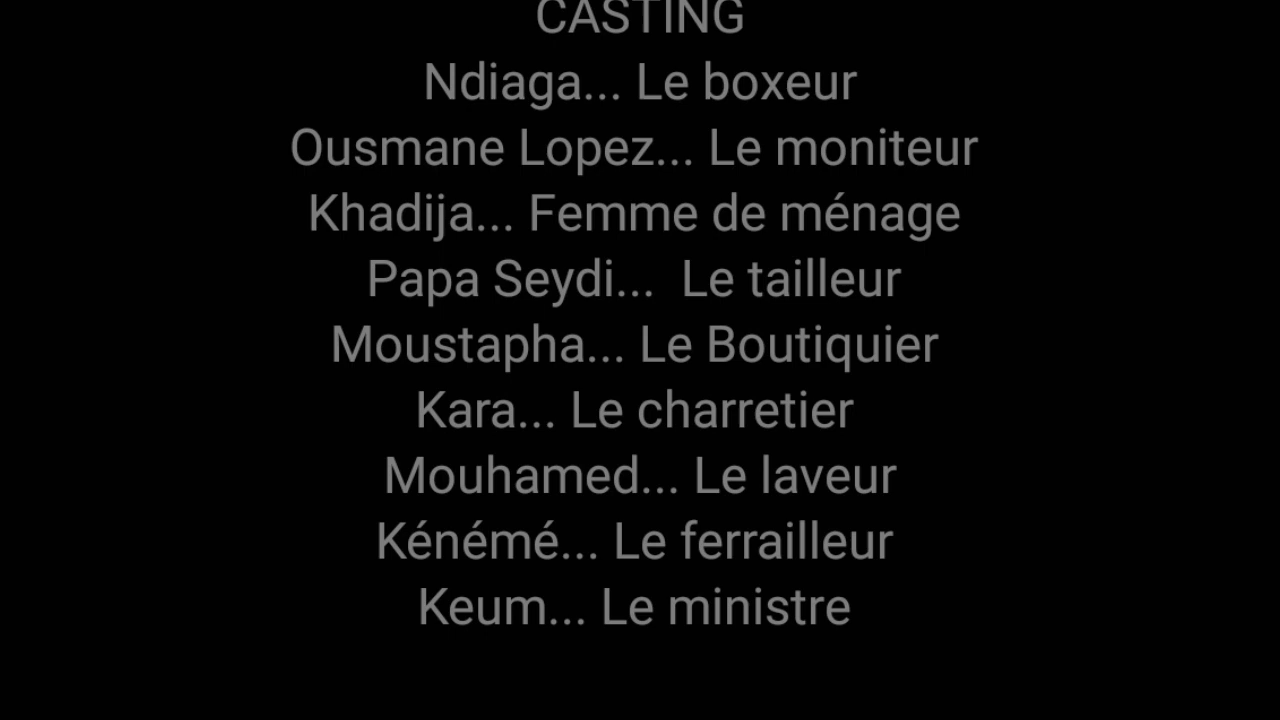 CASTING
Ndiaga... Le boxeur
Ousmane Lopez... Le moniteur
Khadija... Femme de ménage
Papa Seydi...  Le tailleur
Moustapha... Le Boutiquier
Kara... Le charretier
Mouhamed... Le laveur
Kénémé... Le ferrailleur
Keum... Le ministre